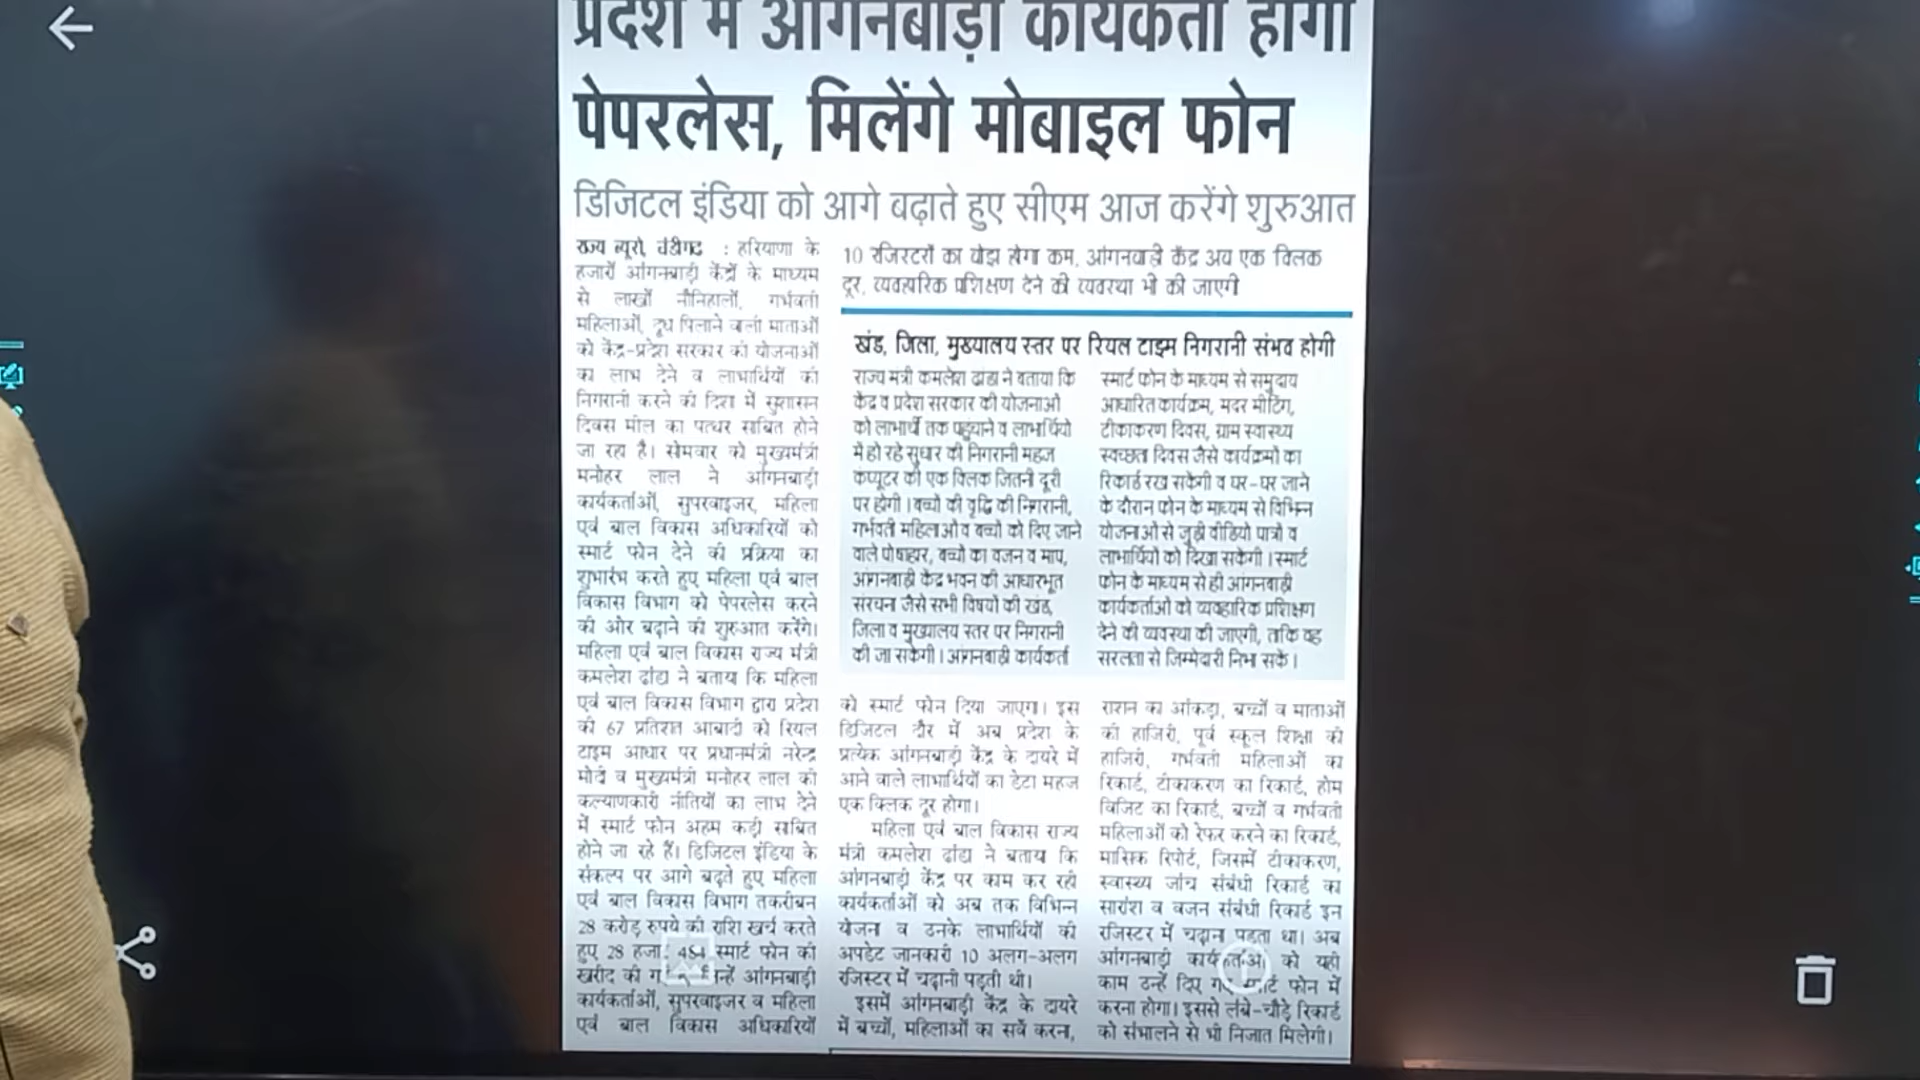 प्रदेश में आंगनबाड़ी कार्यकर्ता होंगी
पेपरलेस, मिलेंगे मोबाइल फोन
डिजिटल इंडिया को आगे बढ़ाते हुए सीएम आज करेंगे शुरुआत
राज्य ब्यूरो, चंडीगढ़ : हरियाणा के
हजारों आंगनबाड़ी केंद्रों के माध्यम
से लाखों नौनिहालों, गर्भवती
महिलाओं, दूध पिलाने वाली माताओं
को केंद्र-प्रदेश सरकार की योजनाओं
का लाभ देने व लाभार्थियों की
निगरानी करने की दिशा में सुशासन
दिवस मील का पत्थर साबित होने
जा रहा है। सोमवार को मुख्यमंत्री
मनोहर लाल ने आंगनबाड़ी
कार्यकर्ताओं, सुपरवाइजर, महिला
एवं बाल विकास अधिकारियों को
स्मार्ट फोन देने की प्रक्रिया का
शुभारंभ करते हुए महिला एवं बाल
विकास विभाग को पेपरलेस करने
की ओर बढ़ाने की शुरुआत करेंगे।
महिला एवं बाल विकास राज्य मंत्री
कमलेश ढांडा ने बताया कि महिला
एवं बाल विकास विभाग द्वारा प्रदेश
की 67 प्रतिशत आबादी को रियल
टाइम आधार पर प्रधानमंत्री नरेन्द्र
मोदी व मुख्यमंत्री मनोहर लाल की
कल्याणकारी नीतियों का लाभ देने
में स्मार्ट फोन अहम कड़ी साबित
होने जा रहे हैं। डिजिटल इंडिया के
संकल्प पर आगे बढ़ते हुए महिला
एवं बाल विकास विभाग तकरीबन
28 करोड़ रुपये की राशि खर्च करते
हुए 28 हजार 484 स्मार्ट फोन की
खरीद की गई है। इन्हें आंगनबाड़ी
कार्यकर्ताओं, सुपरवाइजर व महिला
एवं बाल विकास अधिकारियों
10 रजिस्टरों का बोझ होगा कम, आंगनबाड़ी केंद्र अब एक क्लिक
दूर, व्यवहारिक प्रशिक्षण देने की व्यवस्था भी की जाएगी
खंड, जिला, मुख्यालय स्तर पर रियल टाइम निगरानी संभव होगी
राज्य मंत्री कमलेश ढांडा ने बताया कि
केंद्र व प्रदेश सरकार की योजनाओं
को लाभार्थी तक पहुंचाने व लाभार्थियों
में हो रहे सुधार की निगरानी महज
कंप्यूटर की एक क्लिक जितनी दूरी
पर होगी। बच्चों की वृद्धि की निगरानी,
गर्भवती महिलाओं व बच्चों को दिए जाने
वाले पोषाहार, बच्चों का वजन व माप,
आंगनबाड़ी केंद्र भवन की आधारभूत
संरचना जैसे सभी विषयों की खंड,
जिला व मुख्यालय स्तर पर निगरानी
की जा सकेगी। आंगनबाड़ी कार्यकर्ता
स्मार्ट फोन के माध्यम से समुदाय
आधारित कार्यक्रम, मदर मीटिंग,
टीकाकरण दिवस, ग्राम स्वास्थ्य
स्वच्छता दिवस जैसे कार्यक्रमों का
रिकार्ड रख सकेंगी व घर-घर जाने
के दौरान फोन के माध्यम से विभिन्न
योजनाओं से जुड़ी वीडियो पात्रों व
लाभार्थियों को दिखा सकेंगी। स्मार्ट
फोन के माध्यम से ही आंगनबाड़ी
कार्यकर्ताओं को व्यवहारिक प्रशिक्षण
देने की व्यवस्था की जाएगी, ताकि वह
सरलता से जिम्मेदारी निभा सकें।
को स्मार्ट फोन दिया जाएगा। इस
डिजिटल दौर में अब प्रदेश के
प्रत्येक आंगनबाड़ी केंद्र के दायरे में
आने वाले लाभार्थियों का डेटा महज
एक क्लिक दूर होगा।
महिला एवं बाल विकास राज्य
मंत्री कमलेश ढांडा ने बताया कि
आंगनबाड़ी केंद्र पर काम कर रही
कार्यकर्ताओं को अब तक विभिन्न
योजना व उनके लाभार्थियों की
अपडेट जानकारी 10 अलग-अलग
रजिस्टर में चढ़ानी पड़ती थी।
इसमें आंगनबाड़ी केंद्र के दायरे
में बच्चों, महिलाओं का सर्वे करना,
राशन का आंकड़ा, बच्चों व माताओं
की हाजिरी, पूर्व स्कूल शिक्षा की
हाजिरी, गर्भवती महिलाओं का
रिकार्ड, टीकाकरण का रिकार्ड, होम
विजिट का रिकार्ड, बच्चों व गर्भवती
महिलाओं को रेफर करने का रिकार्ड,
मासिक रिपोर्ट, जिसमें टीकाकरण,
स्वास्थ्य जांच संबंधी रिकार्ड का
सारांश व वजन संबंधी रिकार्ड इन
रजिस्टर में चढ़ाना पड़ता था। अब
आंगनबाड़ी कार्यकर्ताओं को यही
काम उन्हें दिए गए स्मार्ट फोन में
करना होगा। इससे लंबे-चौड़े रिकार्ड
को संभालने से भी निजात मिलेगी।